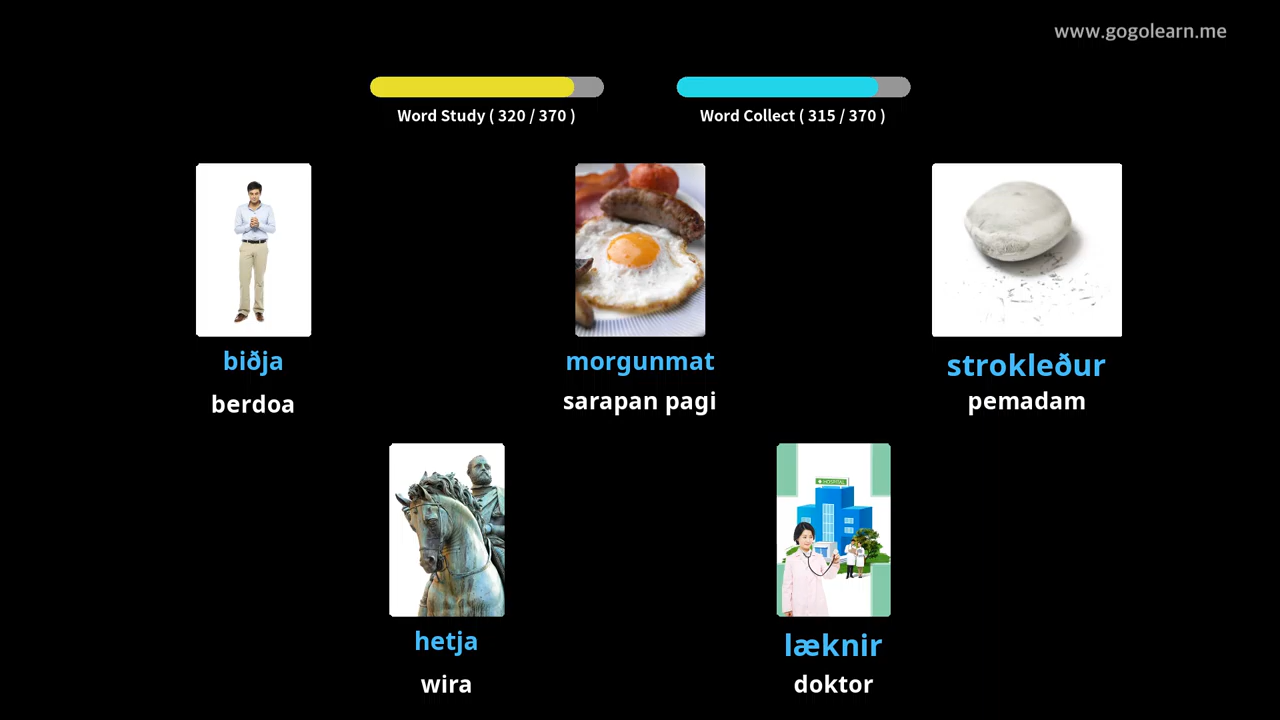 www.gogolearn.me
Word Study ( 320 / 370 )
Word Collect ( 315 / 370 )
biðja
berdoa
morgunmat
sarapan pagi
strokleður
pemadam
HOSPITAL
hetja
wira
læknir
doktor